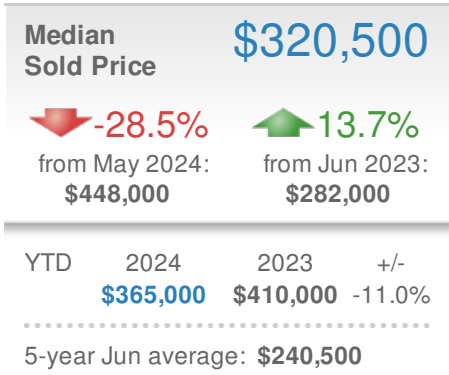 Median
Sold Price
$320,500
-28.5%
from May 2024:
$448,000
13.7%
from Jun 2023:
$282,000
YTD 2024 2023 +/-
$365,000 $410,000 -11.0%
5-year Jun average: $240,500